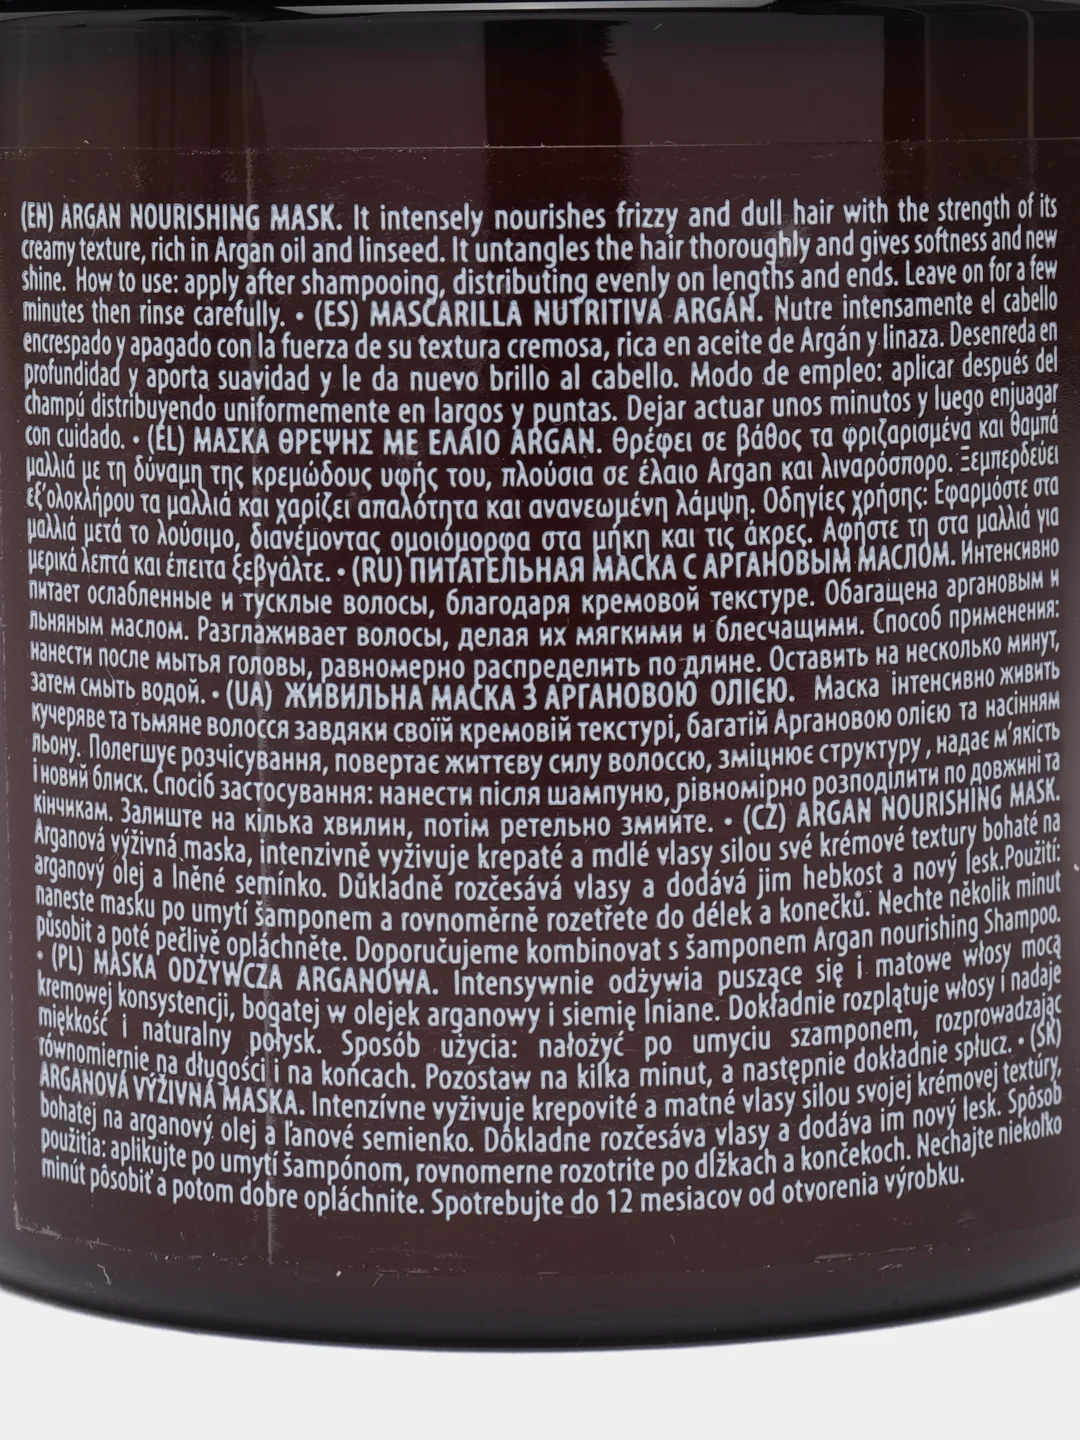 (EN) ARGAN NOURISHING MASK. It intensely nourishes frizzy and dull hair with the strength of its
creamy texture, rich in Argan oil and linseed. It untangles the hair thoroughly and gives softness and new
shine. How to use: apply after shampooing, distributing evenly on lengths and ends. Leave on for a few
minutes then rinse carefully. • (ES) MASCARILLA NUTRITIVA ARGÁN. Nutre intensamente el cabello
encrespado y apagado con la fuerza de su textura cremosa, rica en aceite de Argán y linaza. Desenreda en
profundidad y aporta suavidad y le da nuevo brillo al cabello. Modo de empleo: aplicar después del
champú distribuyendo uniformemente en largos y puntas. Dejar actuar unos minutos y luego enjuagar
con cuidado. • (EL) ΜΑΣΚΑ ΘΡΕΨΗΣ ΜΕ ΕΛΑΙΟ ARGAN. Θρέφει σε βάθος τα φριζαρισμένα και θαμπά
μαλλιά με τη δύναμη της κρεμώδους υφής του, πλούσια σε έλαιο Argan και λιναρόσπορο. Ξεμπερδεύει
εξ'ολοκλήρου τα μαλλιά και χαρίζει απαλότητα και ανανεωμένη λάμψη. Οδηγίες χρήσης: Εφαρμόστε στα
μαλλιά μετά το λούσιμο, διανέμοντας ομοιόμορφα στα μήκη και τις άκρες. Αφήστε τη στα μαλλιά για
μερικά λεπτά και έπειτα ξεβγάλτε. • (RU) ПИТАТЕЛЬНАЯ МАСКА С АРГАНОВЫМ МАСЛОМ. Интенсивно
питает ослабленные и тусклые волосы, благодаря кремовой текстуре. Обагащена аргановым и
льняным маслом. Разглаживает волосы, делая их мягкими и блесчащими. Способ применения:
нанести после мытья головы, равномерно распределить по длине. Оставить на несколько минут,
затем смыть водой. • (UA) ЖИВИЛЬНА МАСКА З АРГАНОВОЮ ОЛІЄЮ. Маска інтенсивно живить
кучеряве та тьмяне волосся завдяки своїй кремовій текстурі, багатій Аргановою олією та насінням
льону. Полегшує розчісування, повертає життєву силу волоссю, зміцнює структуру , надає м'якість
і новий блиск. Спосіб застосування: нанести після шампуню, рівномірно розподілити по довжині та
кінчикам. Залиште на кілька хвилин, потім ретельно змийте. • (CZ) ARGAN NOURISHING MASK.
Arganová výživná maska, intenzivně vyživuje krepaté a mdlé vlasy silou své krémové textury bohaté na
arganový olej a lněné semínko. Důkladně rozčesává vlasy a dodává jim hebkost a nový lesk.Použití:
naneste masku po umytí šamponem a rovnoměrně rozetřete do délek a konečků. Nechte několik minut
působit a poté pečlivě opláchněte. Doporučujeme kombinovat s šamponem Argan nourishing Shampoo.
• (PL) MASKA ODŻYWCZA ARGANOWA. Intensywnie odżywia puszące się i matowe włosy mocą
kremowej konsystencji, bogatej w olejek arganowy i siemię lniane. Dokładnie rozplątuje włosy i nadaje
miękkość i naturalny połysk. Sposób użycia: nałożyć po umyciu szamponem, rozprowadzając
równomiernie na długości i na końcach. Pozostaw na kilka minut, a następnie dokładnie spłucz. • (SK)
ARGANOVÁ VÝŽIVNÁ MASKA. Intenzívne vyživuje krepovité a matné vlasy silou svojej krémovej textúry,
bohatej na arganový olej a ľanové semienko. Dôkladne rozčesáva vlasy a dodáva im nový lesk. Spôsob
použitia: aplikujte po umytí šampónom, rovnomerne rozotrite po dĺžkach a končekoch. Nechajte niekoľko
minút pôsobiť a potom dobre opláchnite. Spotrebujte do 12 mesiacov od otvorenia výrobku.